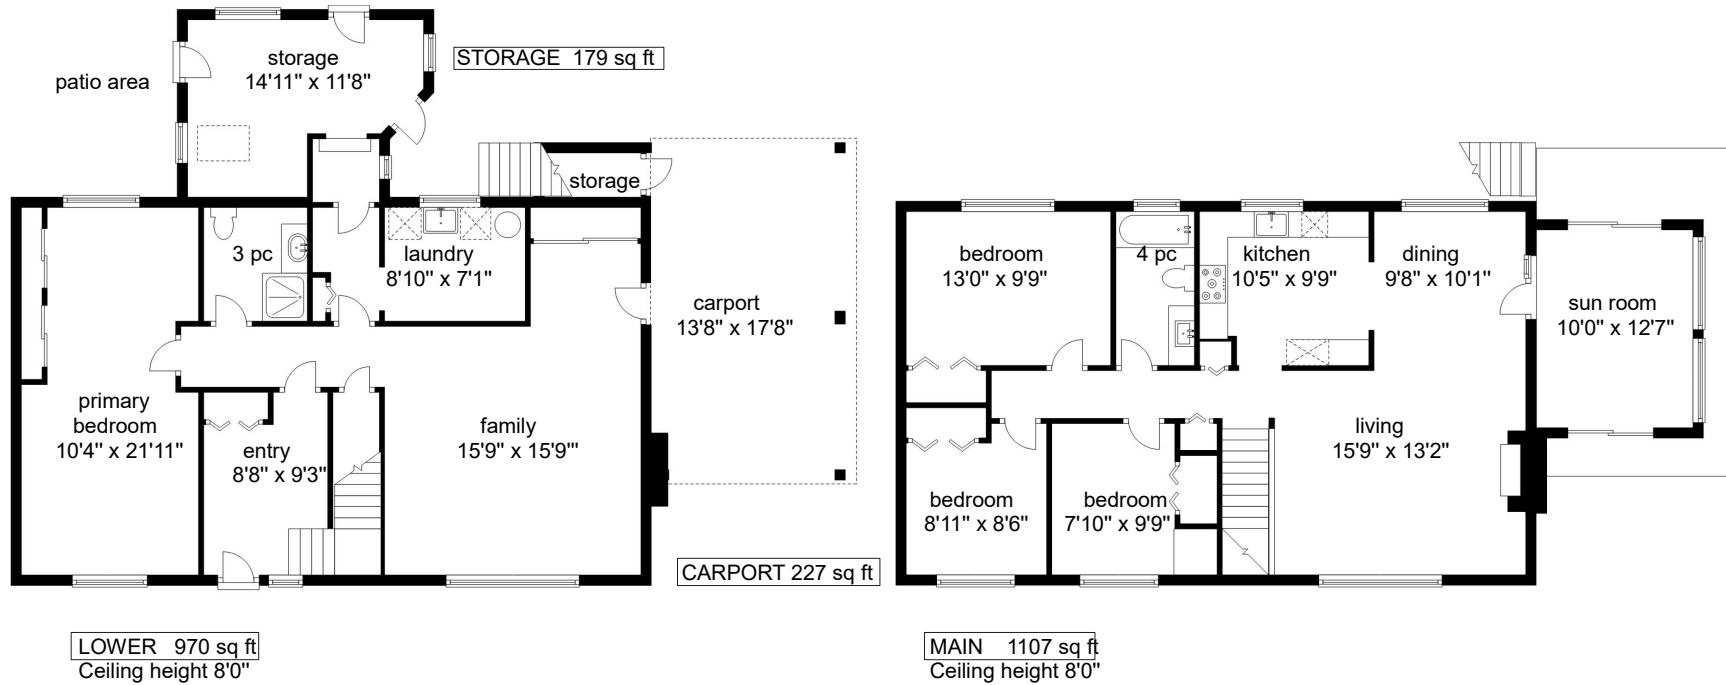 storage
14'11" x 11'8"
STORAGE 179 sq ft
patio area
storage
3 pc
laundry
8'10" x 7'1"
carport
13'8" x 17'8"
primary
bedroom
10'4" x 21'11"
entry
8'8" x 9'3"
family
15'9" x 15'9"'
CARPORT 227 sq ft
LOWER 970 sq ft
Ceiling height 8'0"
bedroom
13'0" x 9'9"
4 pc
kitchen
10'5" x 9'9"
dining
9'8" x 10'1"
sun room
10'0" x 12'7"
living
15'9" x 13'2"
bedroom
8'11" x 8'6"
bedroom
7'10" x 9'9"
MAIN 1107 sq ft
Ceiling height 8'0"